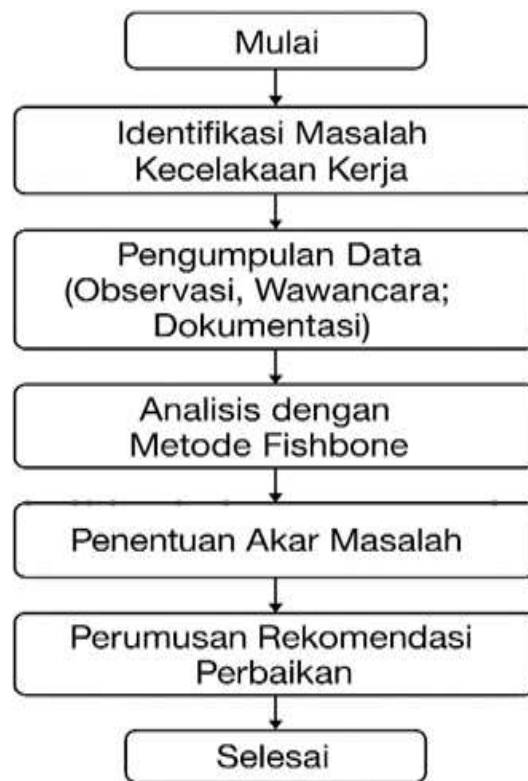 Mulai
Identifikasi Masalah
Kecelakaan Kerja
Pengumpulan Data
(Observasi, Wawancara;
Dokumentasi)
Analisis dengan
Metode Fishbone
Penentuan Akar Masalah
Perumusan Rekomendasi
Perbaikan
Selesai